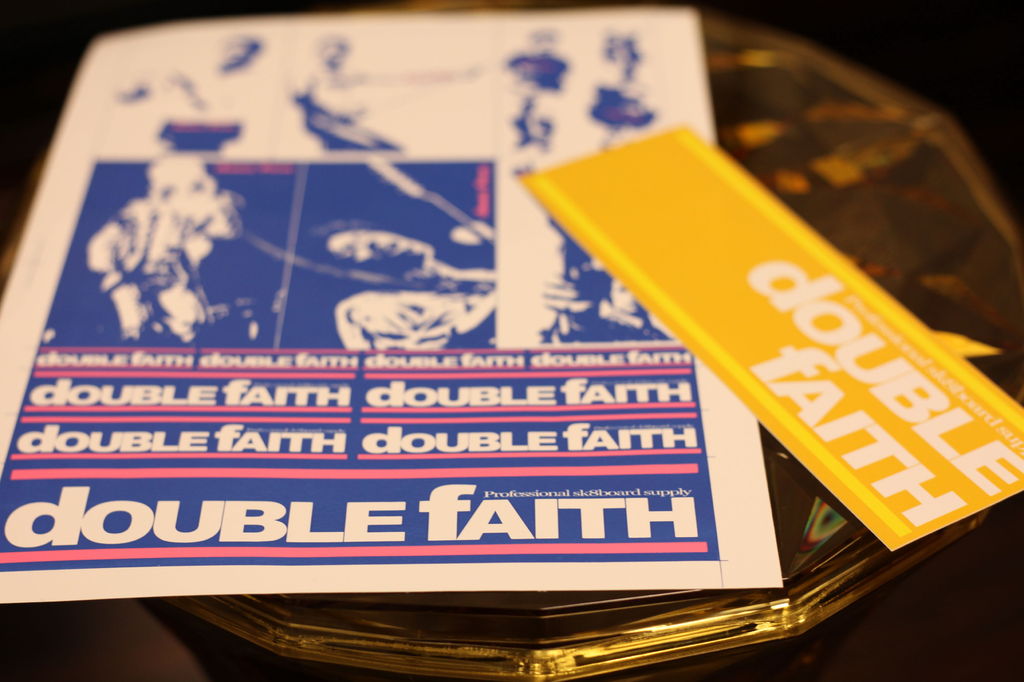 dOUBLE fAITH dOUBLE fAITH dOUBLE fAITH dOUBLE fAITH
dOUBLE fAITH dOUBLE fAITH
dOUBLE fAITH dOUBLE fAITH
Professional sk8board supply
dOUBLE fAITH
dOUBLE
Professional sk8board supply
fAITH